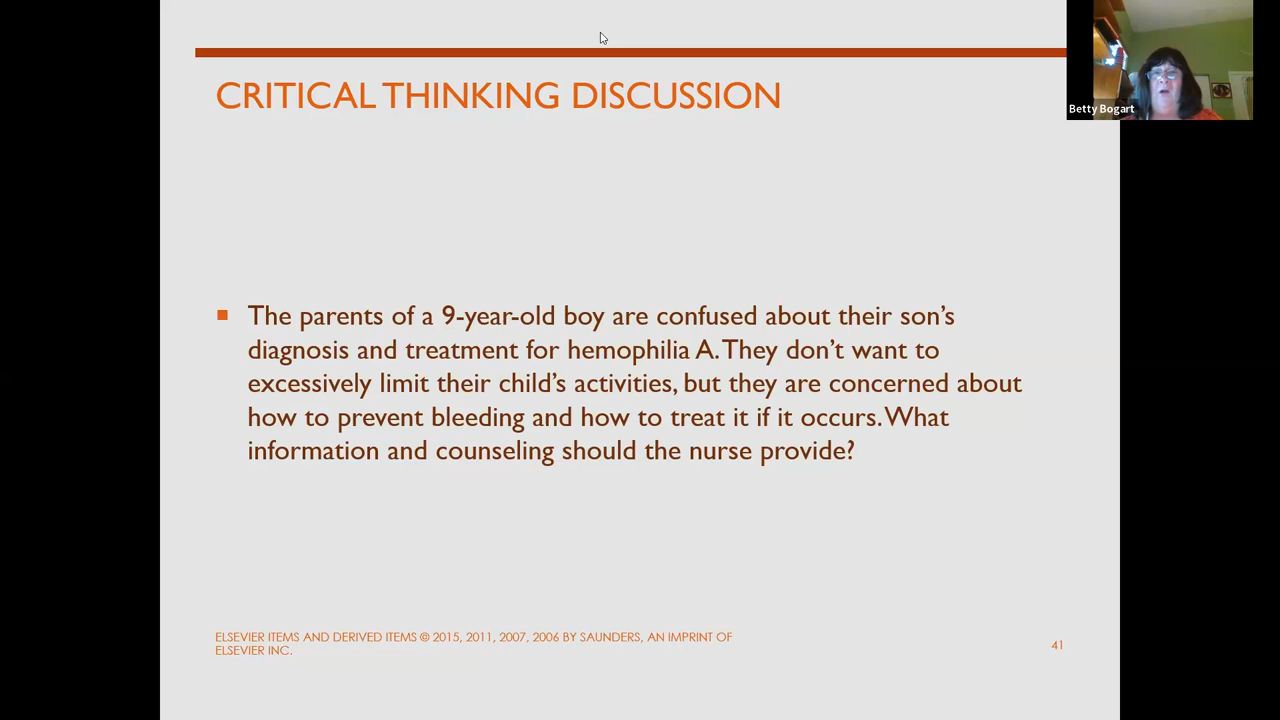 CRITICAL THINKING DISCUSSION
Betty Bogart
The parents of a 9-year-old boy are confused about their son’s
diagnosis and treatment for hemophilia A. They don’t want to
excessively limit their child’s activities, but they are concerned about
how to prevent bleeding and how to treat it if it occurs. What
information and counseling should the nurse provide?
ELSEVIER ITEMS AND DERIVED ITEMS © 2015, 2011, 2007, 2006 BY SAUNDERS, AN IMPRINT OF
ELSEVIER INC.
41